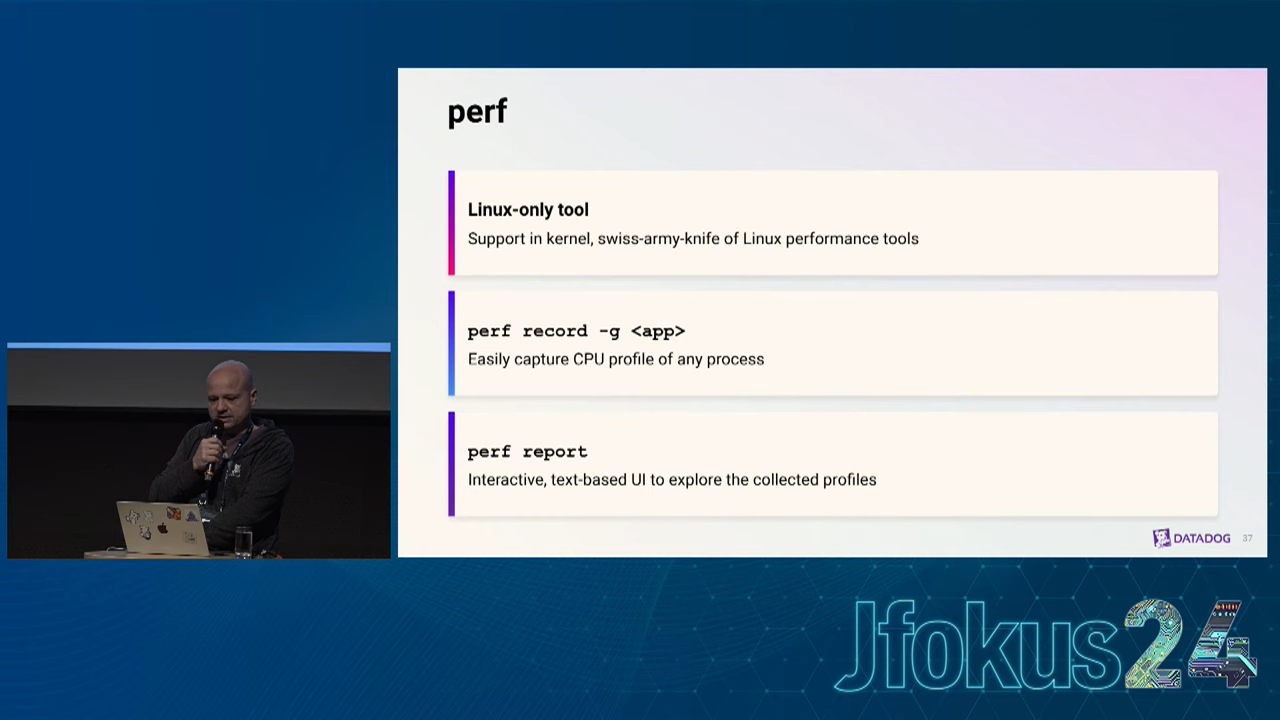 perf
Linux-only tool
Support in kernel, swiss-army-knife of Linux performance tools
perf record -g <app>
Easily capture CPU profile of any process
perf report
Interactive, text-based UI to explore the collected profiles
DATADOG 37
Jfokus24